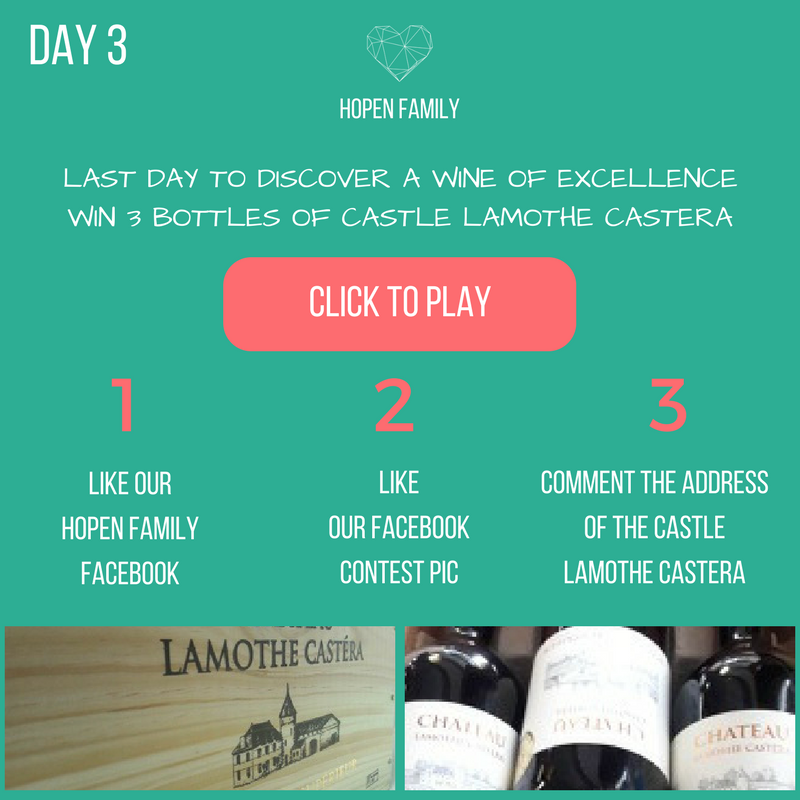 DAY 3
HOPEN FAMILY
LAST DAY TO DISCOVER A WINE OF EXCELLENCE
WIN 3 BOTTLES OF CASTLE LAMOTHE CASTERA
CLICK TO PLAY
1
LIKE OUR
HOPEN FAMILY
FACEBOOK
2
LIKE
OUR FACEBOOK
CONTEST PIC
3
COMMENT THE ADDRESS
OF THE CASTLE
LAMOTHE CASTERA
LAMOTHE CASTÉRA
CHATEAU
CHATEAU
CHATEAU